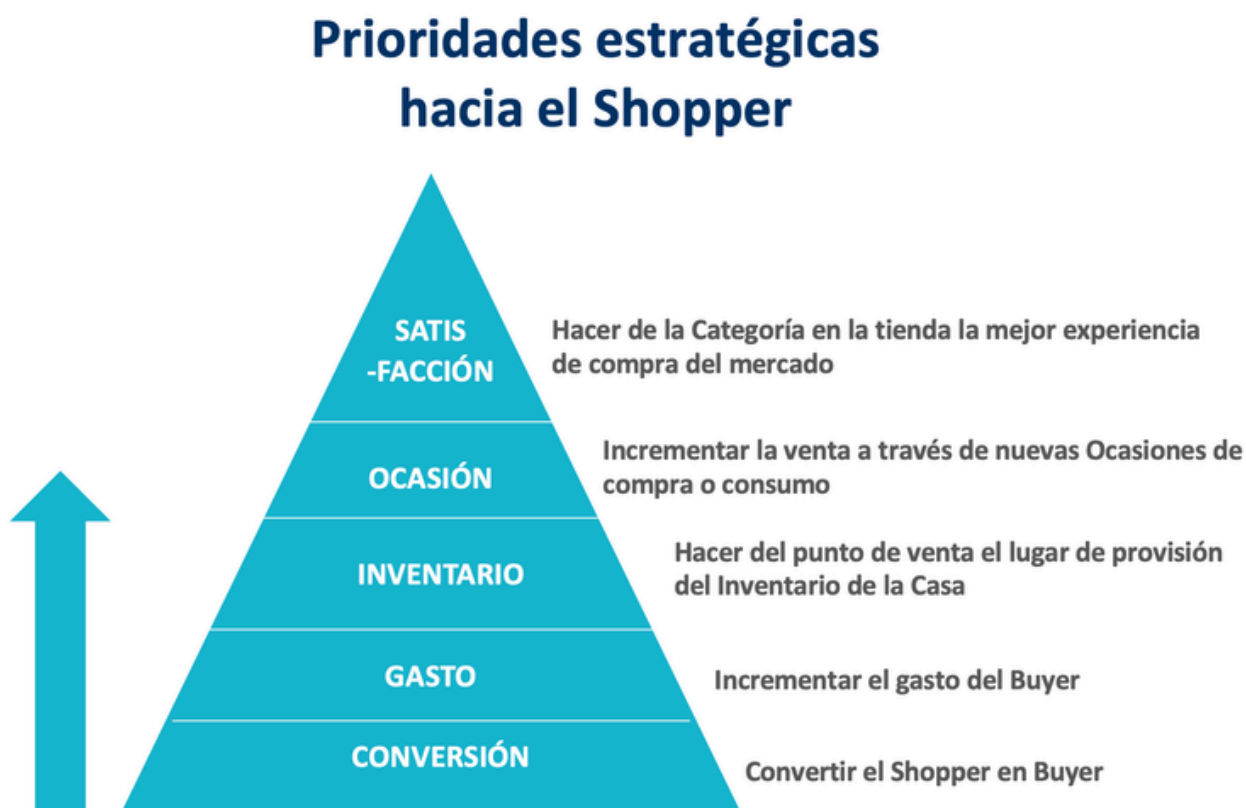 Prioridades estratégicas
hacia el Shopper
SATIS
-FACCIÓN
Hacer de la Categoría en la tienda la mejor experiencia
de compra del mercado
OCASIÓN
Incrementar la venta a través de nuevas Ocasiones de
compra o consumo
INVENTARIO
Hacer del punto de venta el lugar de provisión
del Inventario de la Casa
GASTO
Incrementar el gasto del Buyer
CONVERSIÓN
Convertir el Shopper en Buyer